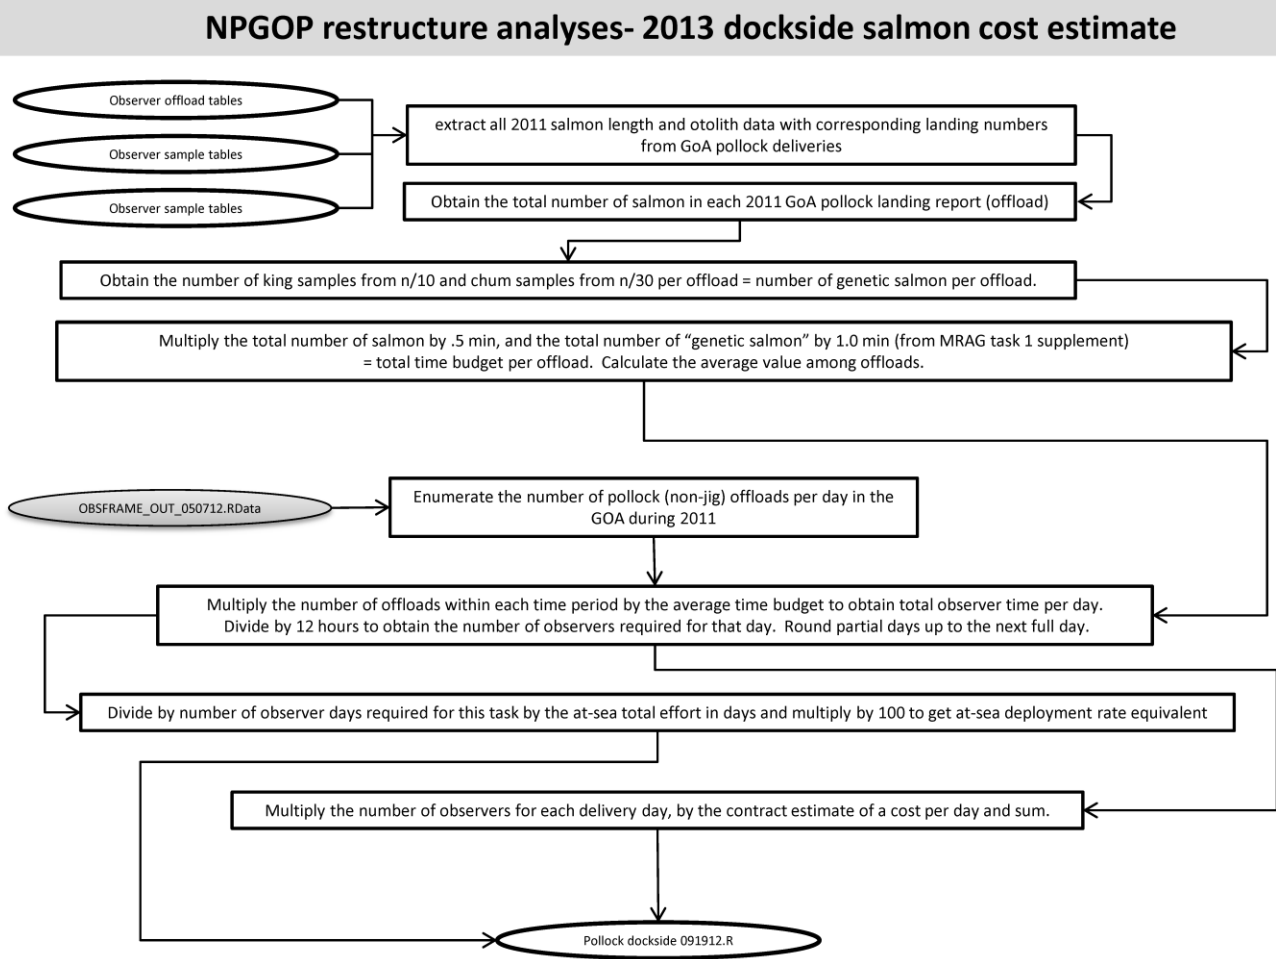 NPGOP restructure analyses- 2013 dockside salmon cost estimate
Observer offload tables
Observer sample tables
Observer sample tables
extract all 2011 salmon length and otolith data with corresponding landing numbers
from GoA pollock deliveries
Obtain the total number of salmon in each 2011 GoA pollock landing report (offload)
Obtain the number of king samples from n/10 and chum samples from n/30 per offload = number of genetic salmon per offload.
Multiply the total number of salmon by .5 min, and the total number of “genetic salmon” by 1.0 min (from MRAG task 1 supplement)
= total time budget per offload.  Calculate the average value among offloads.
OBSFRAME_OUT_050712.RData
Enumerate the number of pollock (non-jig) offloads per day in the
GOA during 2011
Multiply the number of offloads within each time period by the average time budget to obtain total observer time per day.
Divide by 12 hours to obtain the number of observers required for that day.  Round partial days up to the next full day.
Divide by number of observer days required for this task by the at-sea total effort in days and multiply by 100 to get at-sea deployment rate equivalent
Multiply the number of observers for each delivery day, by the contract estimate of a cost per day and sum.
Pollock dockside 091912.R